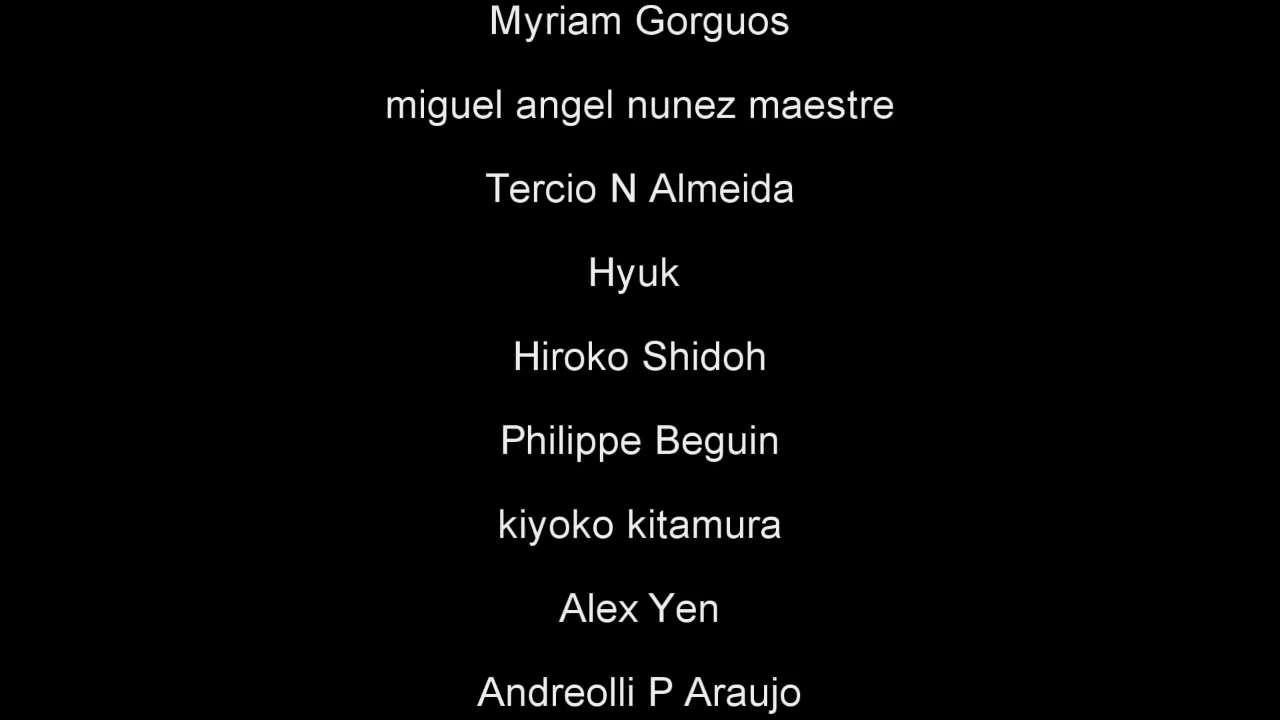 Myriam Gorguos
miguel angel nunez maestre
Tercio N Almeida
Hyuk
Hiroko Shidoh
Philippe Beguin
kiyoko kitamura
Alex Yen
Andreolli P Araujo